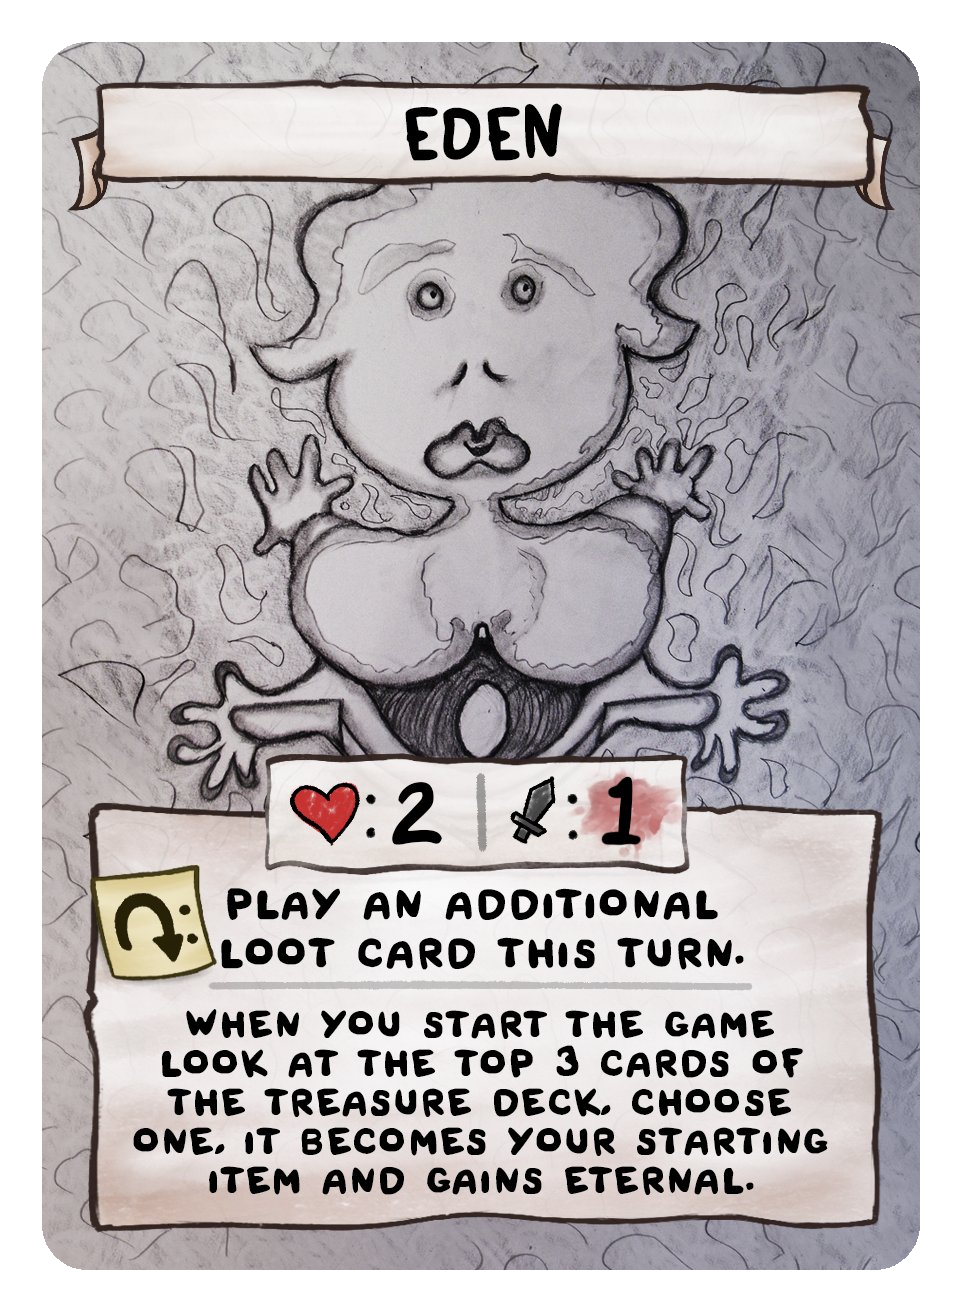 EDEN
: 2 | : 1
: PLAY AN ADDITIONAL
LOOT CARD THIS TURN.
WHEN YOU START THE GAME
LOOK AT THE TOP 3 CARDS OF
THE TREASURE DECK, CHOOSE
ONE, IT BECOMES YOUR STARTING
ITEM AND GAINS ETERNAL.